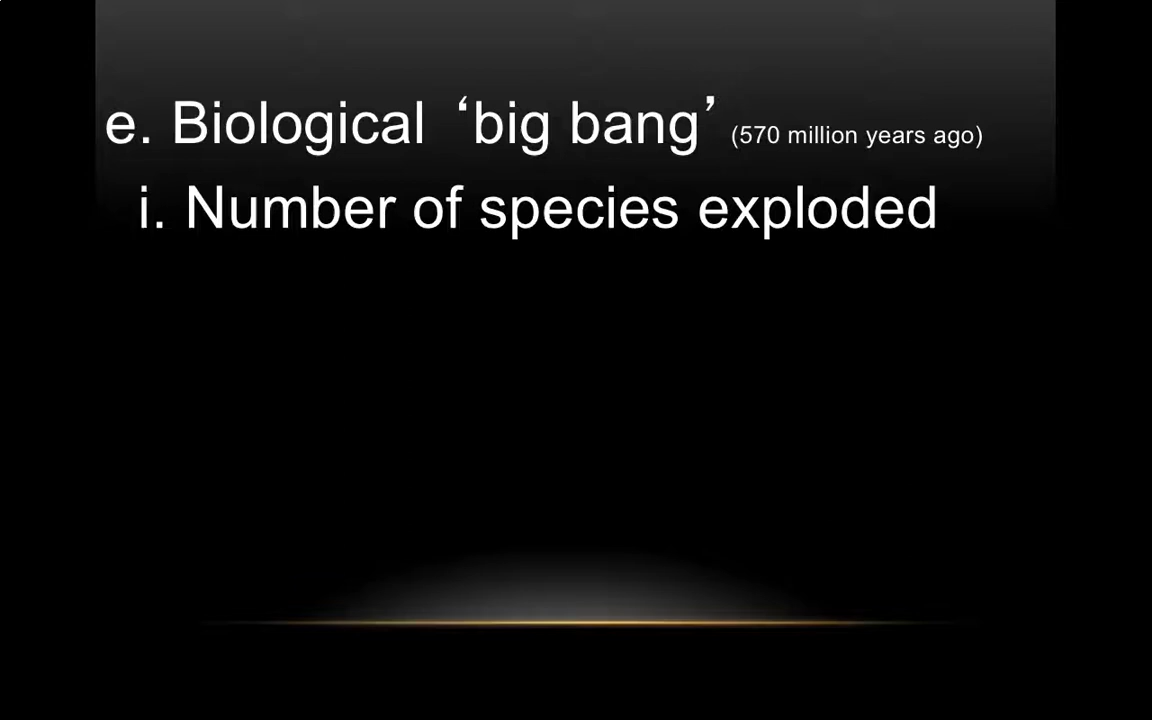 e. Biological ‘big bang’ (570 million years ago)
i. Number of species exploded